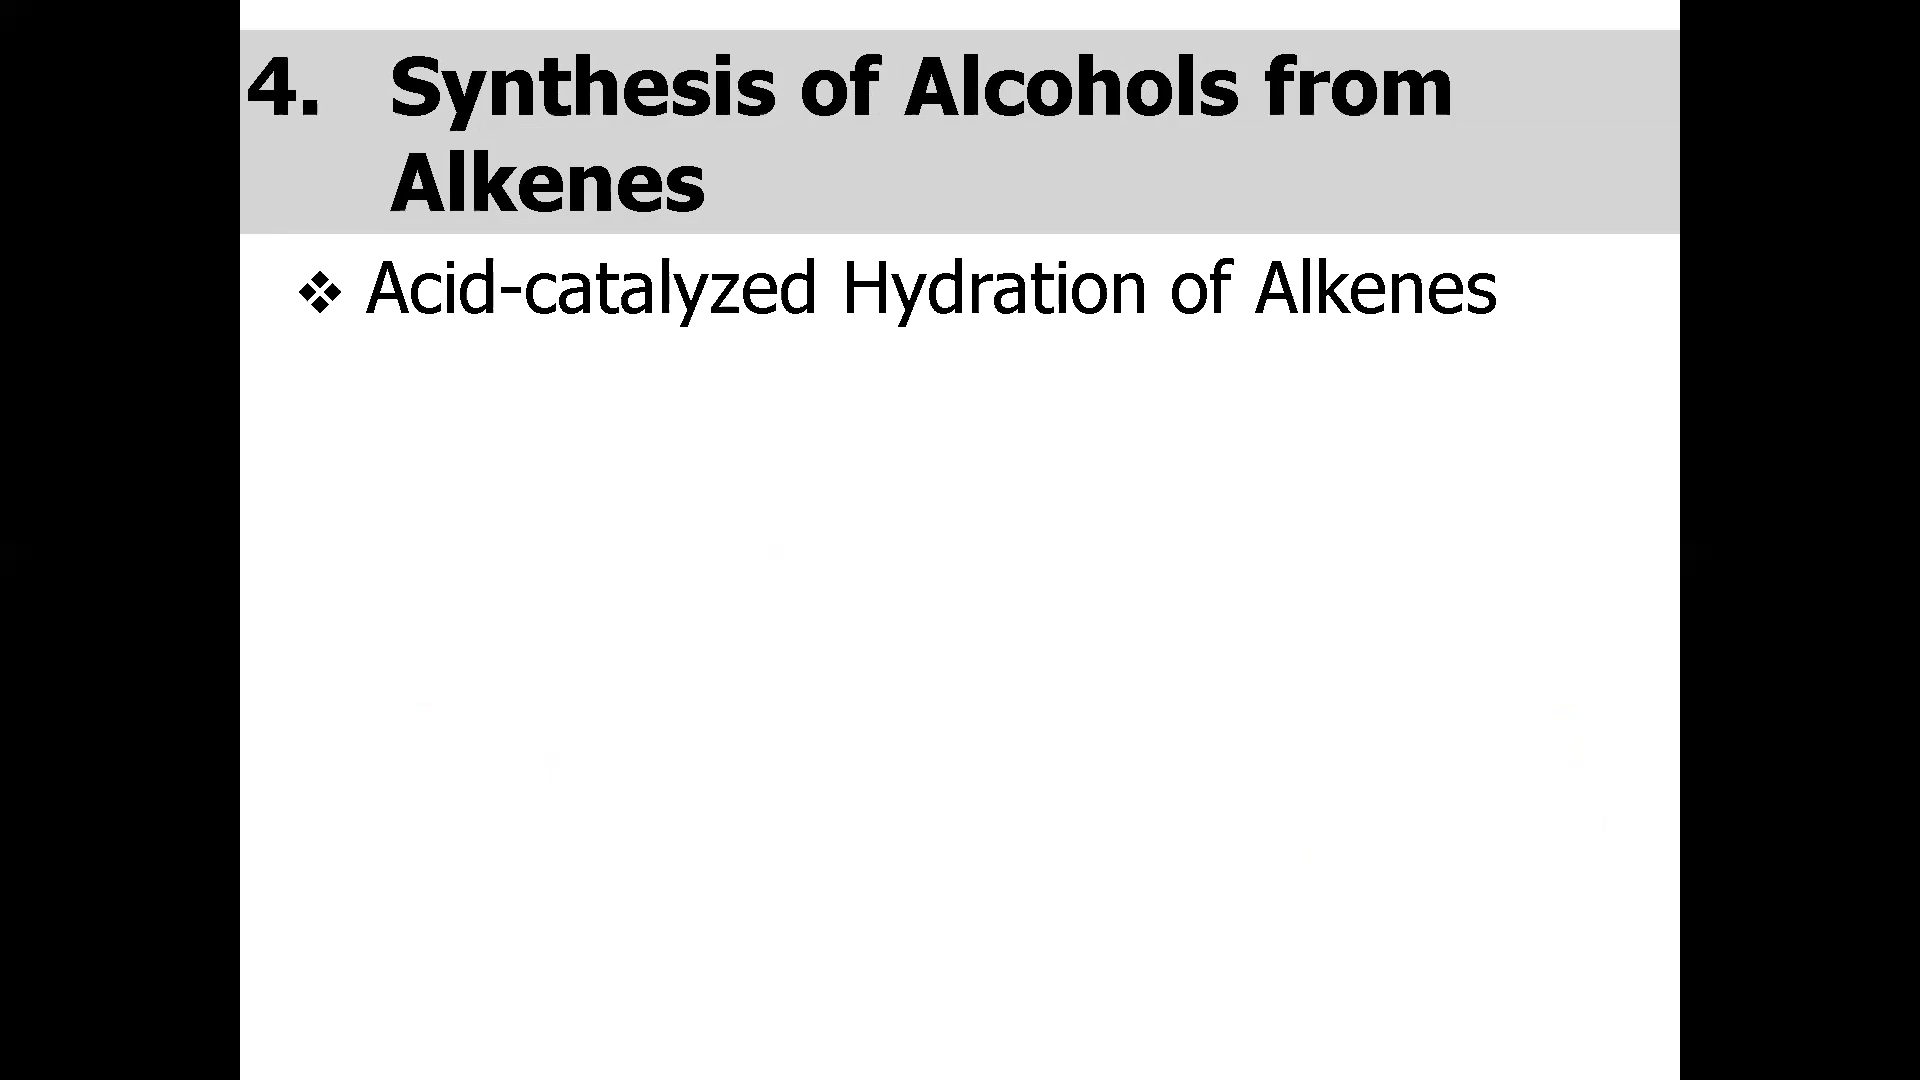 4. Synthesis of Alcohols from
Alkenes
❖ Acid-catalyzed Hydration of Alkenes